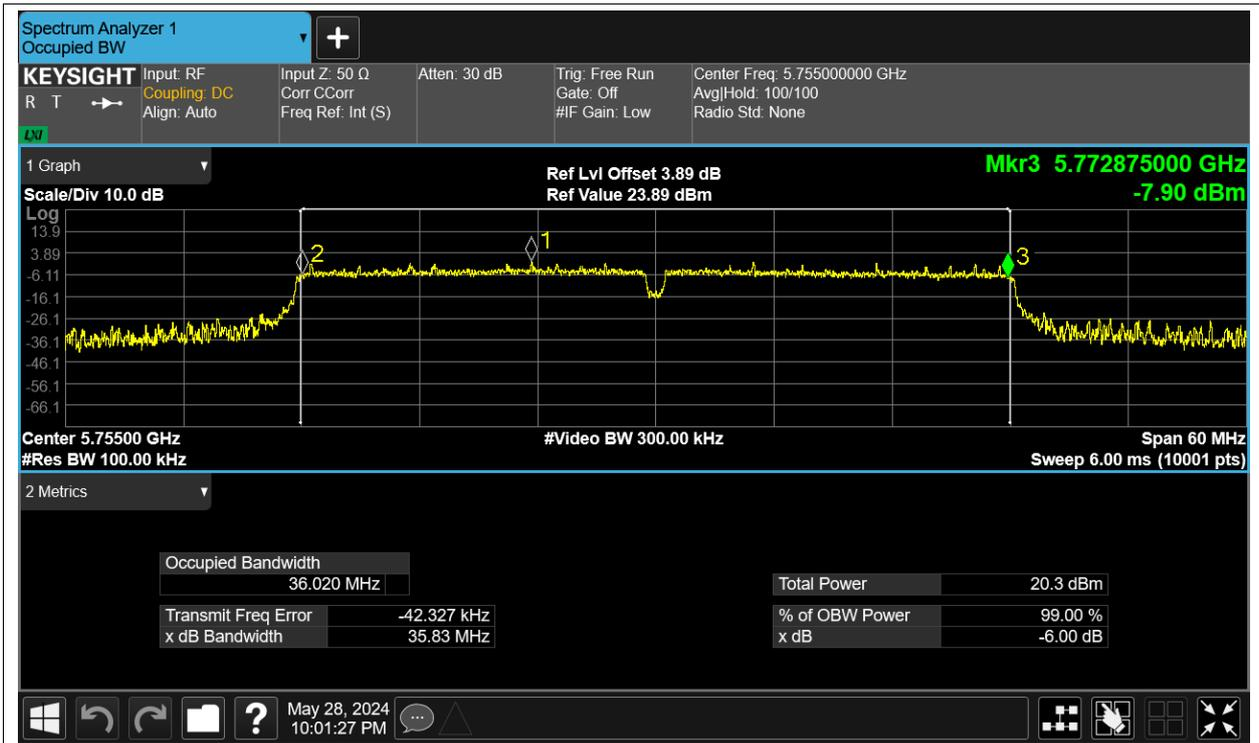 Spectrum Analyzer 1
Occupied BW
KEYSIGHT
R T
LXI
Input: RF
Coupling: DC
Align: Auto
Input Z: 50 Ω
Corr CCorr
Freq Ref: Int (S)
Atten: 30 dB
Trig: Free Run
Gate: Off
#IF Gain: Low
Center Freq: 5.755000000 GHz
Avg|Hold: 100/100
Radio Std: None
1 Graph
Scale/Div 10.0 dB
Ref Lvl Offset 3.89 dB
Ref Value 23.89 dBm
Mkr3 5.772875000 GHz
-7.90 dBm
Log
13.9
3.89
-6.11
-16.1
-26.1
-36.1
-46.1
-56.1
-66.1
2
1
3
Center 5.75500 GHz
#Video BW 300.00 kHz
Span 60 MHz
#Res BW 100.00 kHz
Sweep 6.00 ms (10001 pts)
2 Metrics
Occupied Bandwidth
36.020 MHz
Transmit Freq Error -42.327 kHz
x dB Bandwidth 35.83 MHz
Total Power 20.3 dBm
% of OBW Power 99.00 %
x dB -6.00 dB
?
May 28, 2024
10:01:27 PM